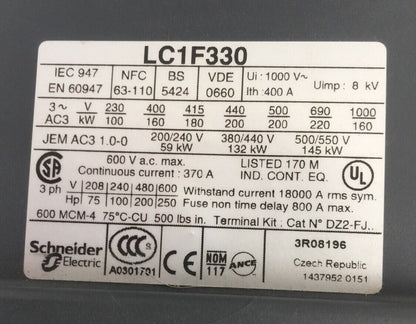 LC1F330
IEC 947 NFC BS VDE Ui : 1000 V~ Uimp : 8 kV
EN 60947 63-110 5424 0660 Ith : 400 A
3~ V 230 400 415 440 500 690 1000
AC3 kW 100 160 180 200 200 220 160
JEM AC3 1.0-0 200/240 V 380/440 V 500/550 V
59 kW 132 kW 145 kW
600 V a.c. max. LISTED 170 M
Continuous current : 370 A IND. CONT. EQ.
3 ph V 208 240 480 600 Withstand current 18000 A rms sym.
Hp 75 100 200 250 Fuse non time delay 800 A max.
600 MCM-4 75°C-CU 500 lbs in. Terminal Kit : Cat N° DZ2-FJ..
Schneider Electric
CCC
A0301701
NOM
117
ANCE
3R08196
Czech Republic
1437952 0151